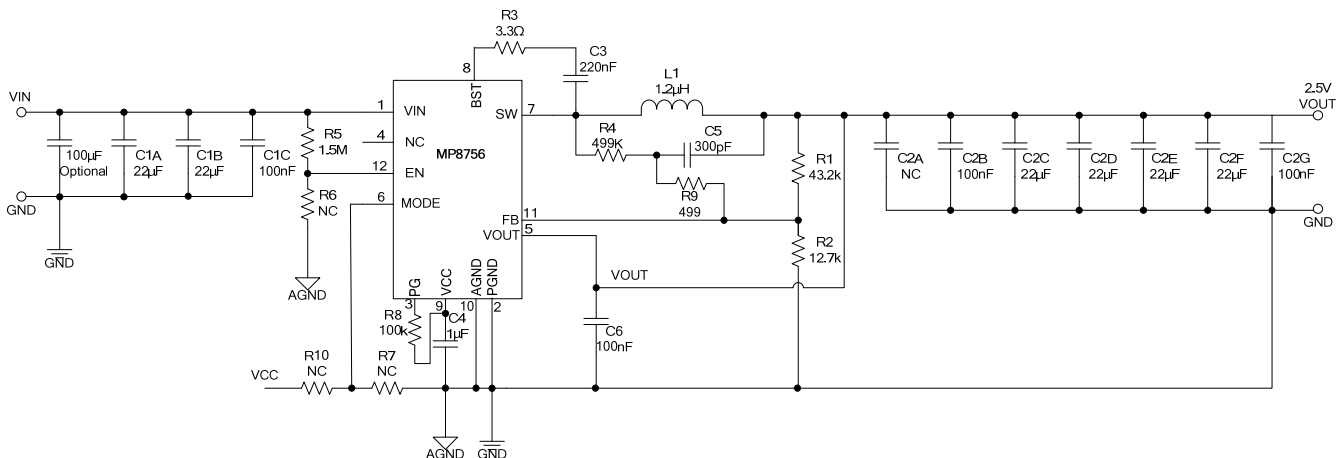 R3
3.3Ω
C3
220nF
8
BST
L1
1.2µH
2.5V
VOUT
VIN
1
VIN
SW
7
4
NC
MP8756
R4
499K
C5
300pF
R5
1.5M
100µF
Optional
C1A
22µF
C1B
22µF
C1C
100nF
12
EN
R1
43.2k
C2A
NC
C2B
100nF
C2C
22µF
C2D
22µF
C2E
22µF
C2F
22µF
C2G
100nF
R6
NC
6
MODE
R9
499
GND
FB
11
VOUT
5
GND
R2
12.7k
GND
AGND
VOUT
PG
VCC
AGND
PGND
3
9
10
2
R8
100k
C4
1µF
C6
100nF
R10
NC
R7
NC
VCC
AGND
GND